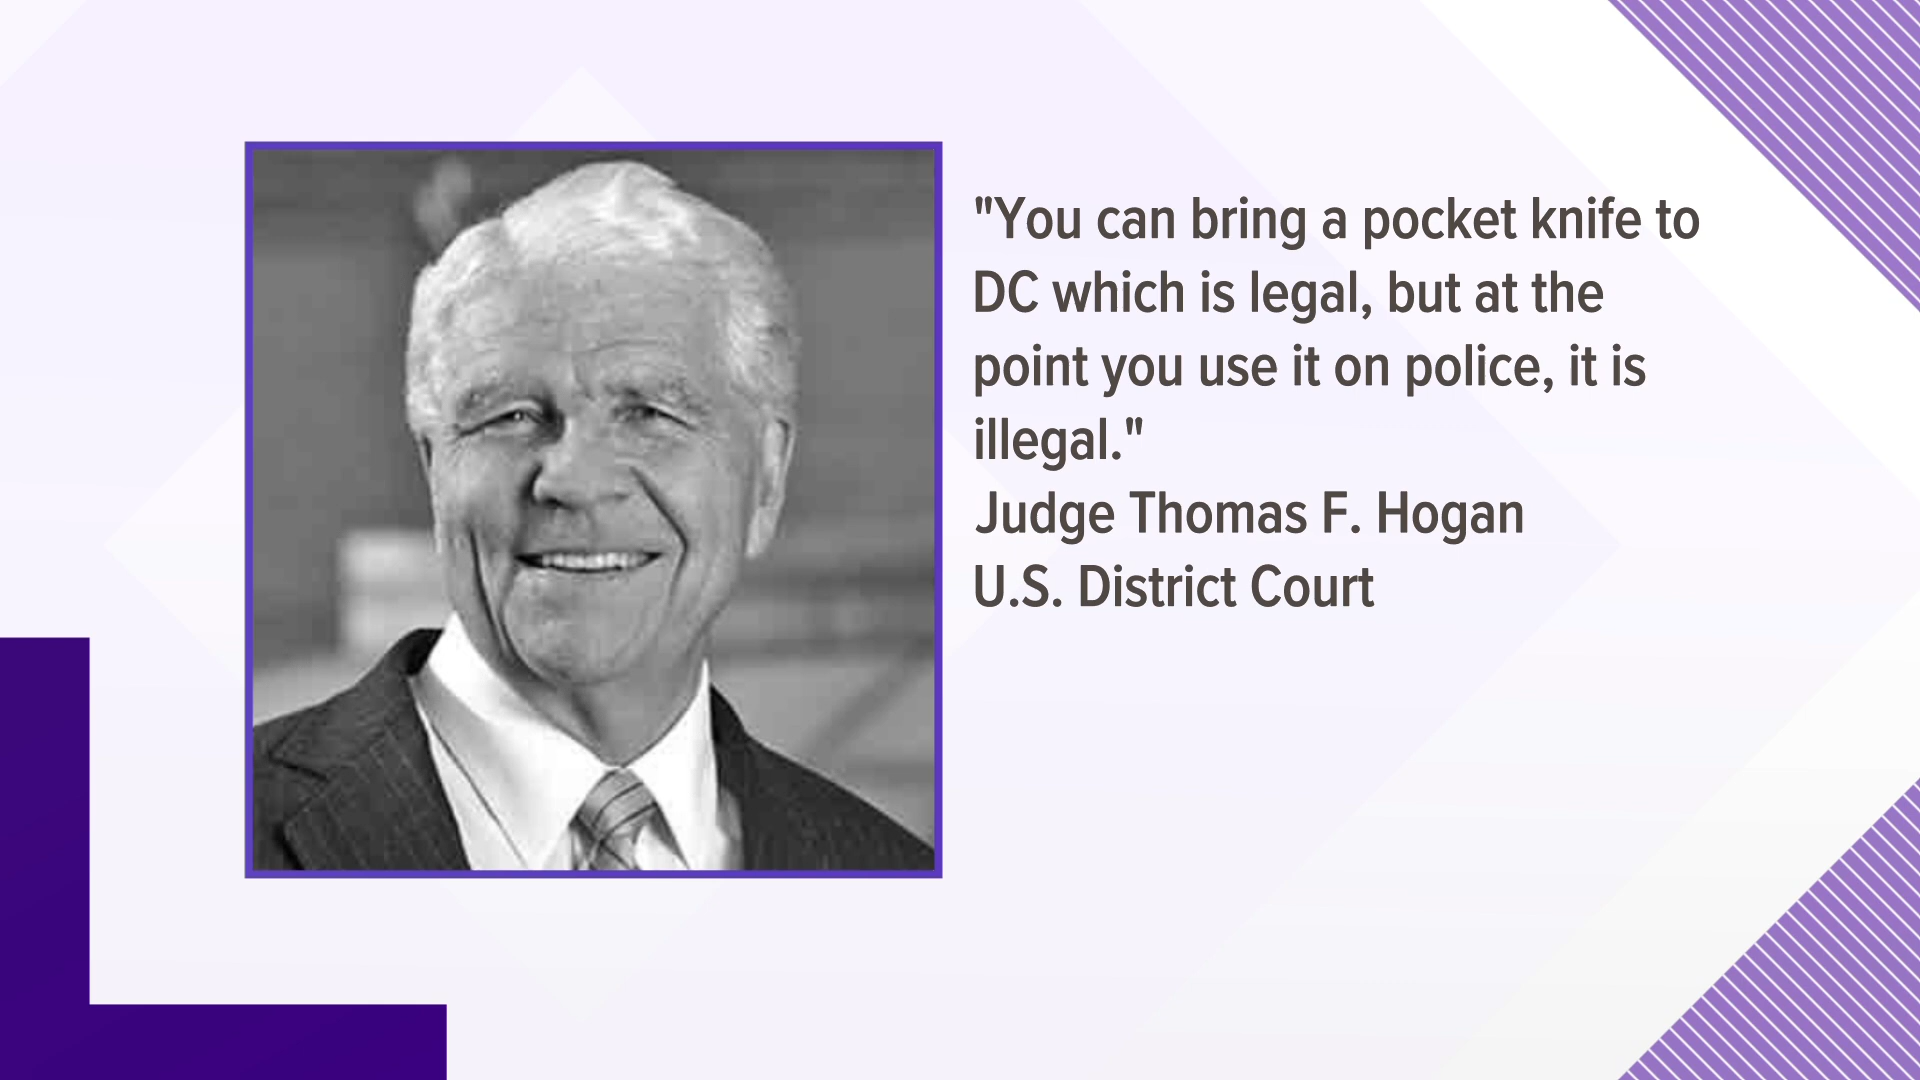 "You can bring a pocket knife to
DC which is legal, but at the
point you use it on police, it is
illegal."
Judge Thomas F. Hogan
U.S. District Court